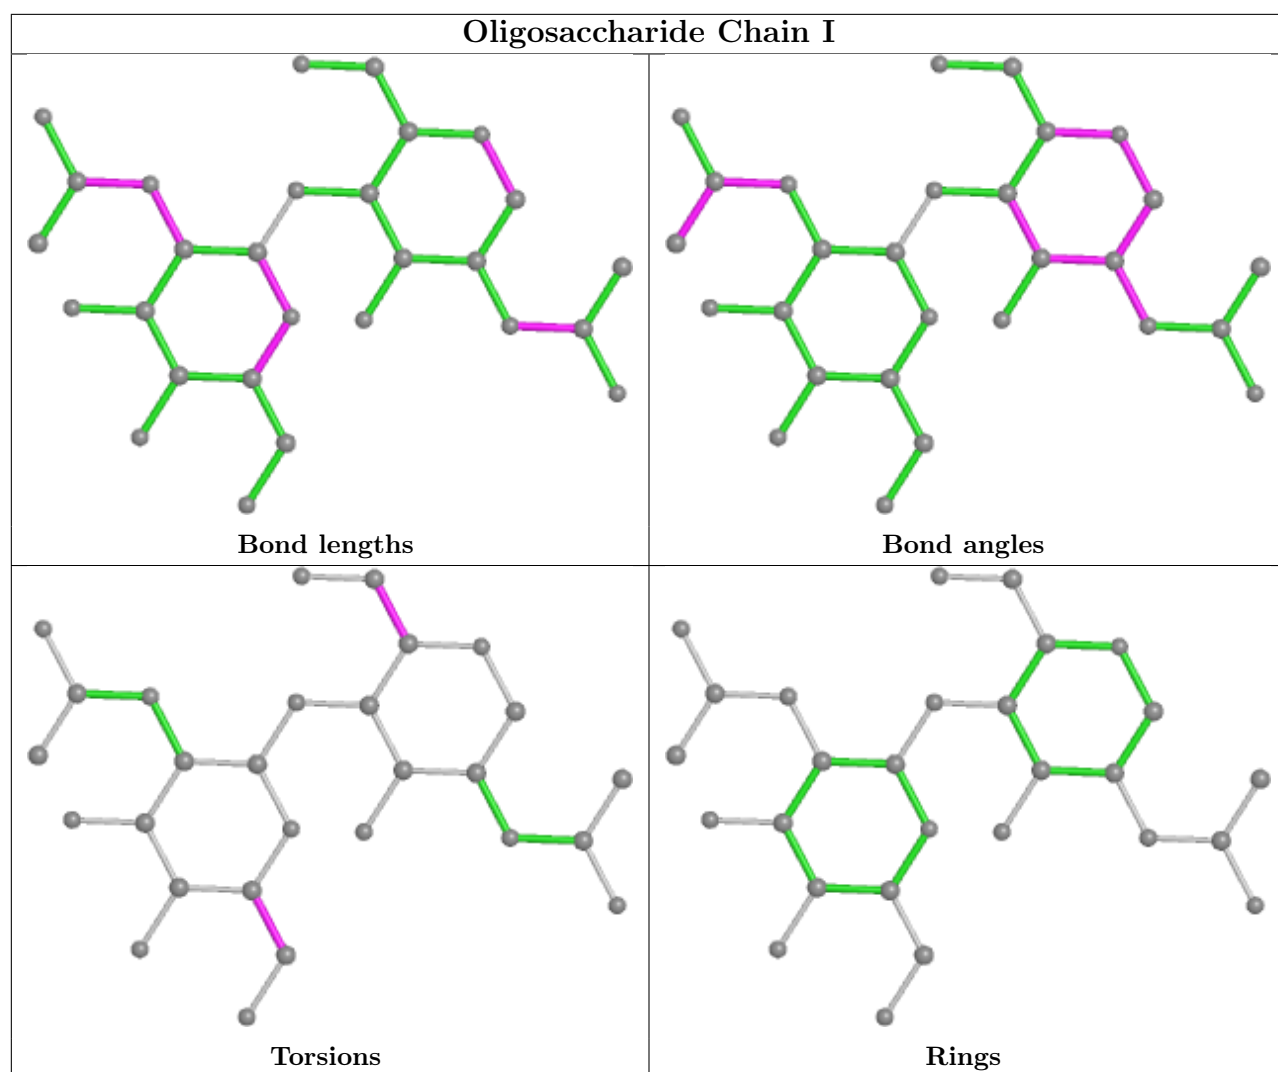 Oligosaccharide Chain I
Bond lengths
Bond angles
Torsions
Rings